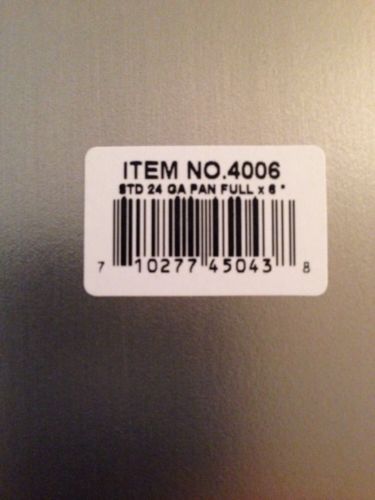 ITEM NO.4006
STD 24 GA PAN FULL x 6 "
7 10277 45043 8